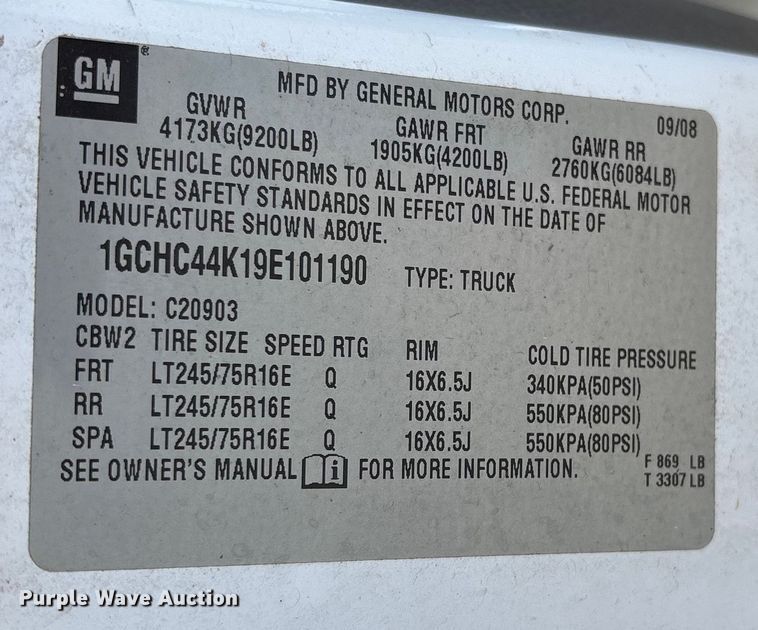 GM ®
MFD BY GENERAL MOTORS CORP. 09/08
GVWR GAWR FRT GAWR RR
4173KG(9200LB) 1905KG(4200LB) 2760KG(6084LB)
THIS VEHICLE CONFORMS TO ALL APPLICABLE U.S. FEDERAL MOTOR
VEHICLE SAFETY STANDARDS IN EFFECT ON THE DATE OF
MANUFACTURE SHOWN ABOVE.
1GCHC44K19E101190 TYPE: TRUCK
MODEL: C20903
CBW2 TIRE SIZE SPEED RTG RIM COLD TIRE PRESSURE
FRT LT245/75R16E Q 16X6.5J 340KPA(50PSI)
RR LT245/75R16E Q 16X6.5J 550KPA(80PSI)
SPA LT245/75R16E Q 16X6.5J 550KPA(80PSI)
SEE OWNER'S MANUAL i FOR MORE INFORMATION.
F 869 LB
T 3307 LB
Purple Wave Auction